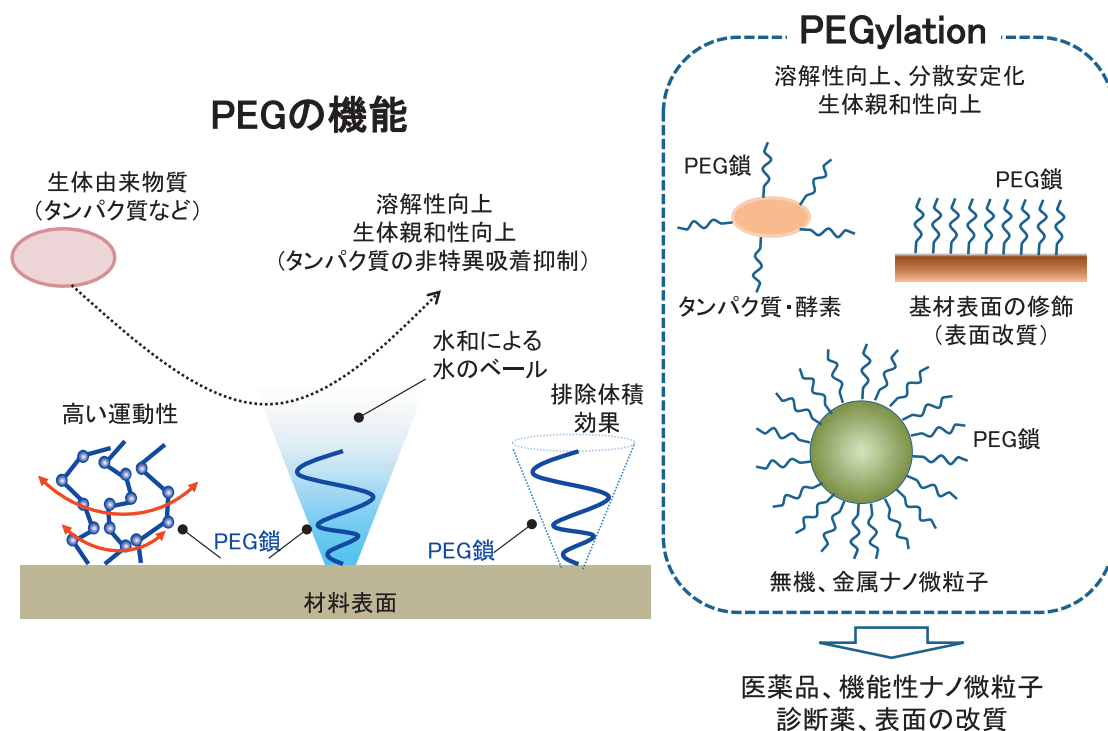 PEGの機能
生体由来物質
（タンパク質など）
溶解性向上
生体親和性向上
（タンパク質の非特異吸着抑制）
水和による
水のベール
高い運動性
排除体積
効果
PEG鎖
PEG鎖
材料表面
PEGylation
溶解性向上、分散安定化
生体親和性向上
PEG鎖
PEG鎖
タンパク質・酵素
基材表面の修飾
（表面改質）
PEG鎖
無機、金属ナノ微粒子
医薬品、機能性ナノ微粒子
診断薬、表面の改質